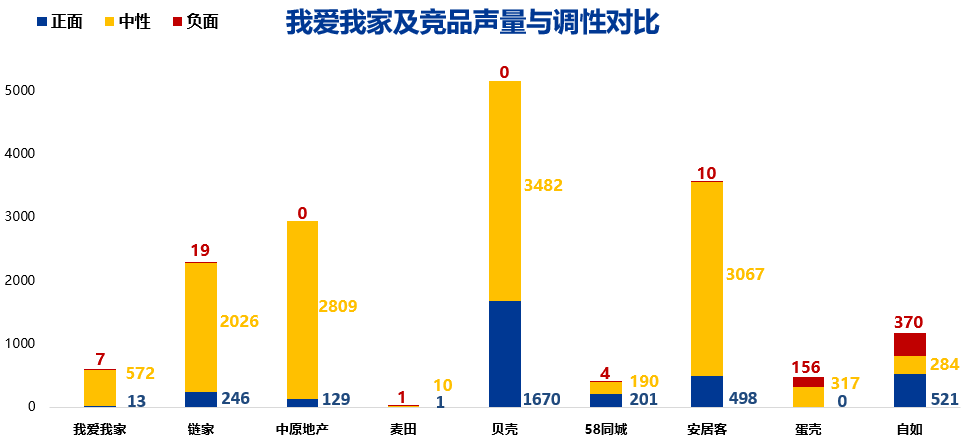 我爱我家及竞品声量与调性对比
正面 中性 负面
5000
4000
3000
2000
1000
0
7 572 13
19 2026 246
0 2809 129
1 10 1
0 3482 1670
4 190 201
10 3067 498
156 317 0
370 284 521
我爱我家 链家 中原地产 麦田 贝壳 58同城 安居客 蛋壳 自如